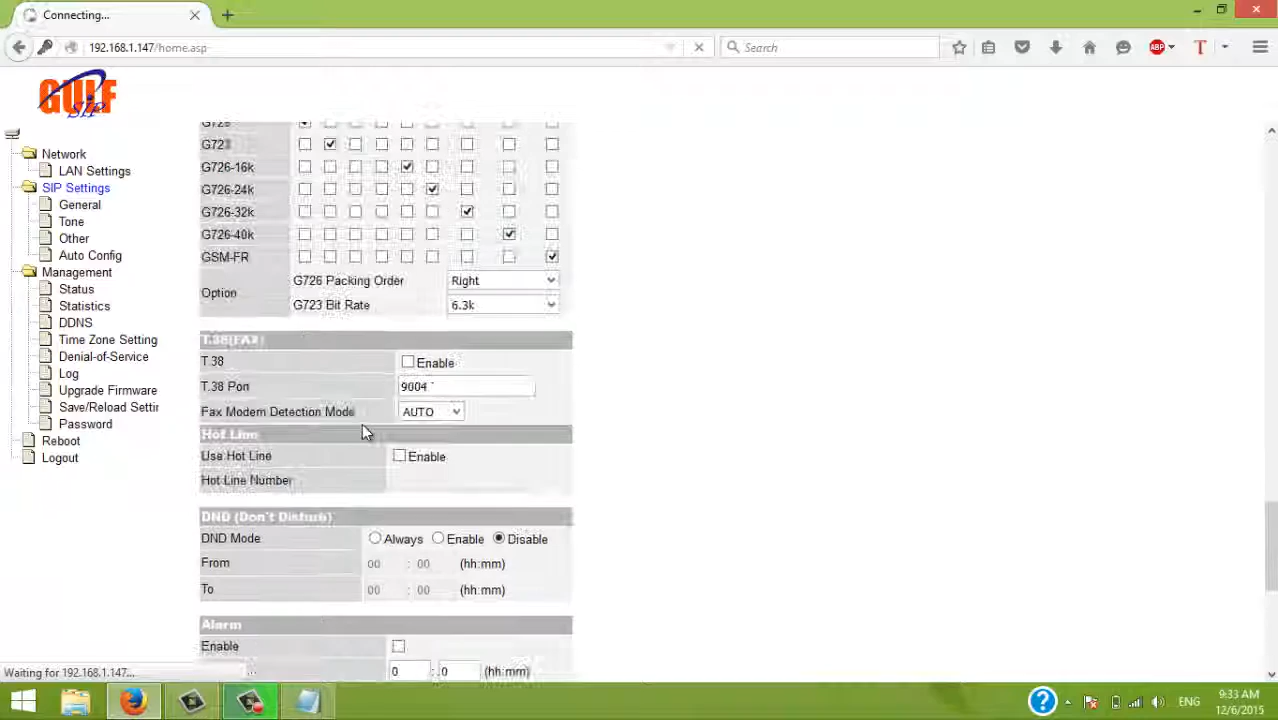 Connecting...
192.168.1.147/home.asp
Search
ABP
T
GULF
SIP
Network
LAN Settings
SIP Settings
General
Tone
Other
Auto Config
Management
Status
Statistics
DDNS
Time Zone Setting
Denial-of-Service
Log
Upgrade Firmware
Save/Reload Settin
Password
Reboot
Logout
G726-16k
G726-24k
G726-32k
G726-40k
GSM-FR
Option
G726 Packing Order
Right
G723 Bit Rate
6.3k
T.38(FAX)
T.38
Enable
T.38 Port
9004
Fax Modem Detection Mode
AUTO
Hot Line
Use Hot Line
Enable
Hot Line Number
DND (Don't Disturb)
DND Mode
Always
Enable
Disable
From
00 : 00 (hh:mm)
To
00 : 00 (hh:mm)
Alarm
Enable
0 : 0 (hh:mm)
Waiting for 192.168.1.147...
ENG
9:33 AM
12/6/2015